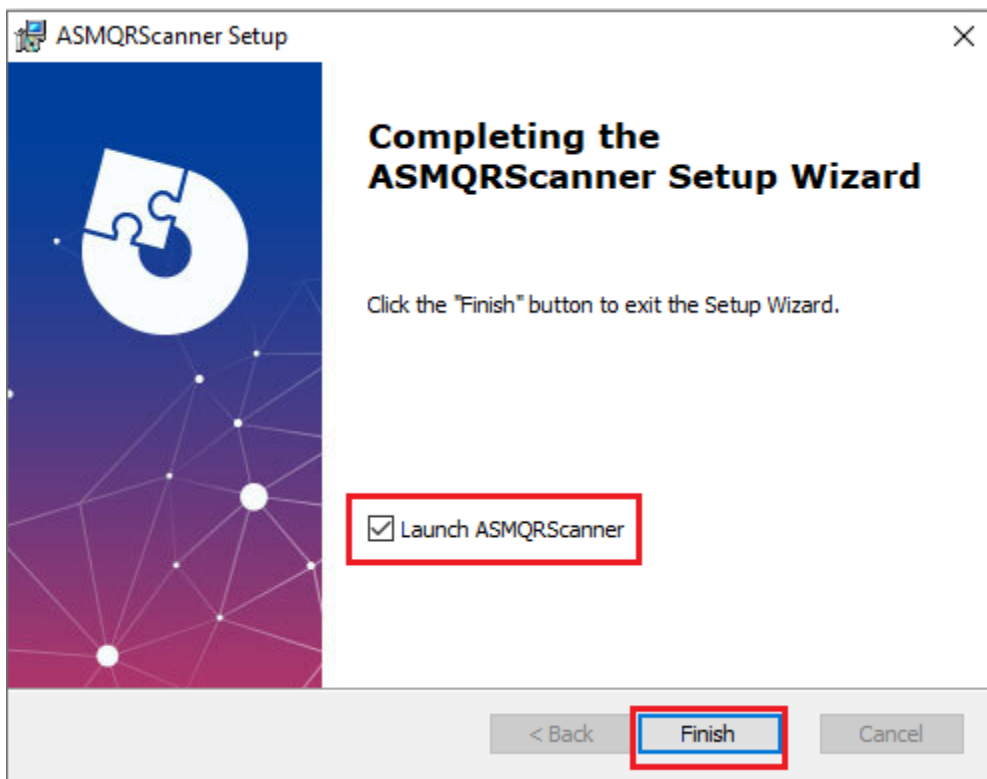 ASMQRScanner Setup
Completing the
ASMQRScanner Setup Wizard
Click the "Finish" button to exit the Setup Wizard.
Launch ASMQRScanner
< Back Finish Cancel